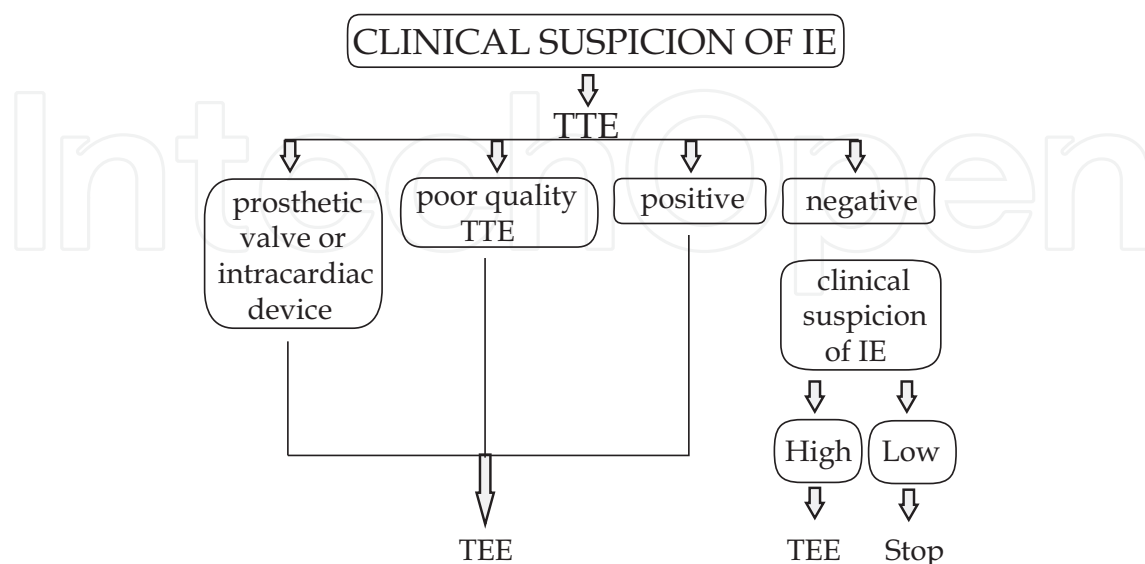 CLINICAL SUSPICION OF IE
TTE
prosthetic
valve or
intracardiac
device
poor quality
TTE
positive
negative
clinical
suspicion
of IE
High
Low
TEE
TEE
Stop
IntechOpen